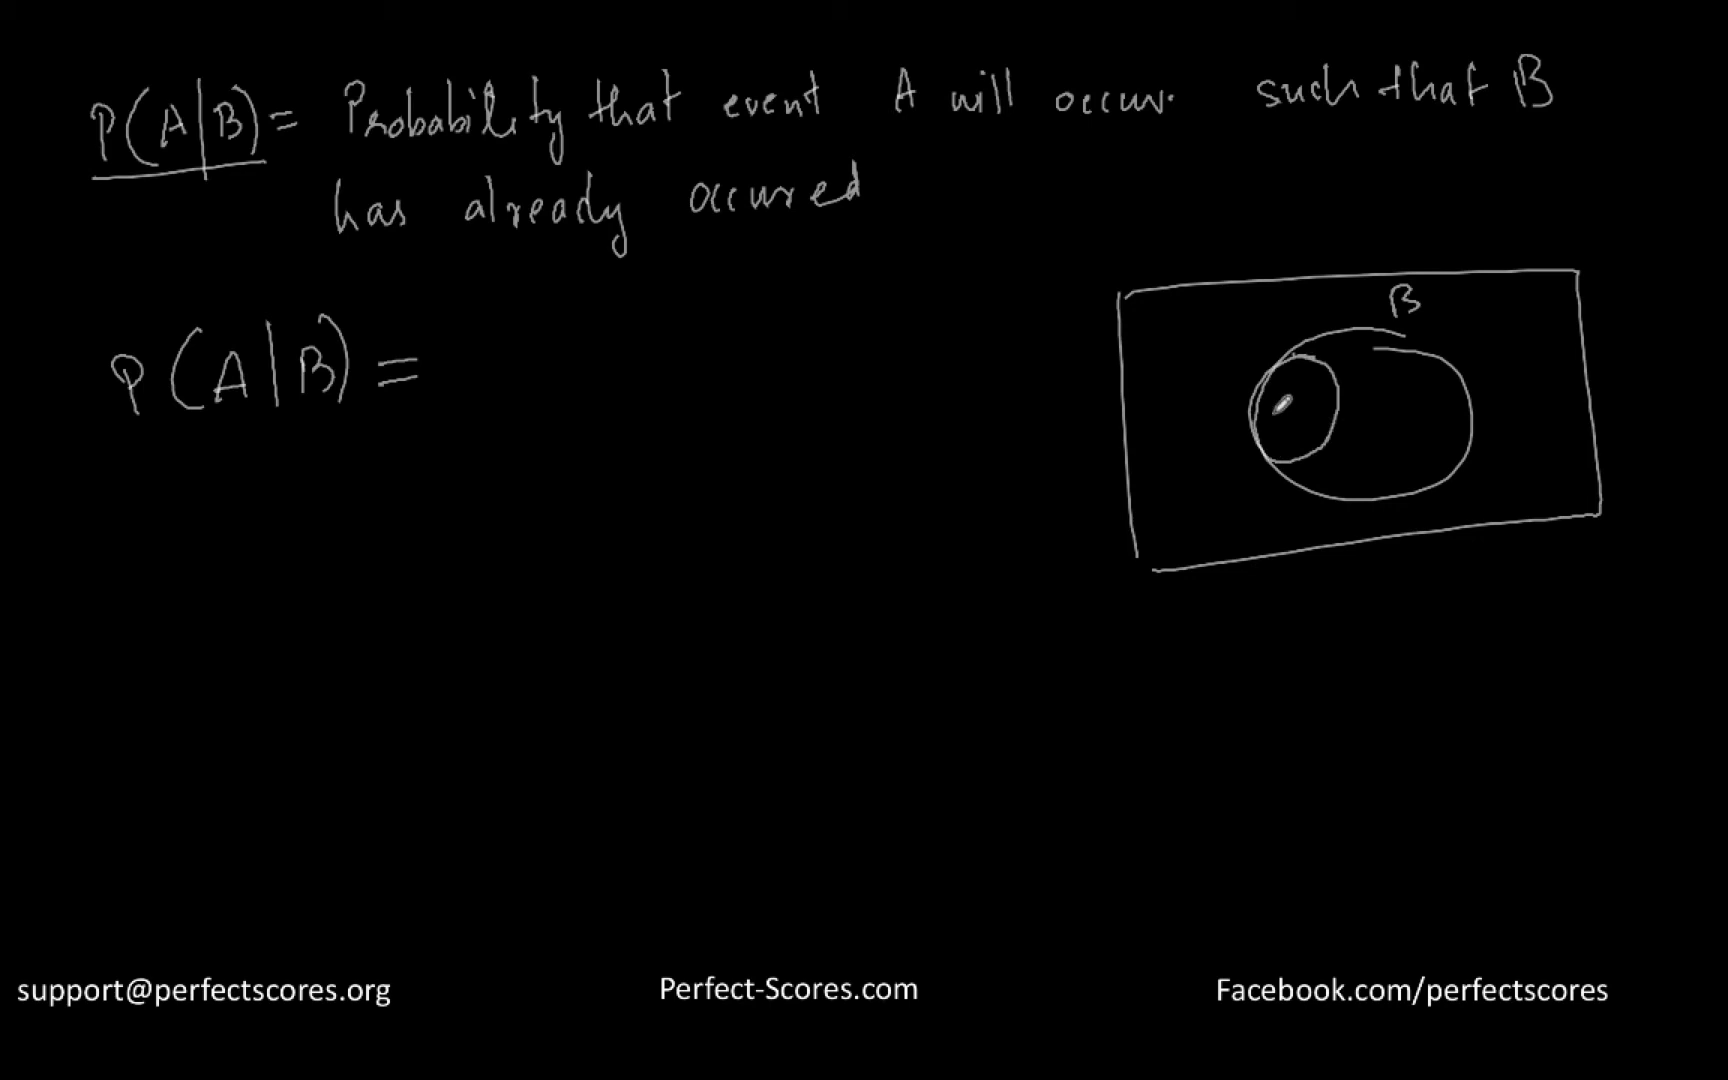 P(A|B) = Probability that event A will occur such that B
has already occured
B
P(A|B) =
support@perfectscores.org Perfect-Scores.com Facebook.com/perfectscores